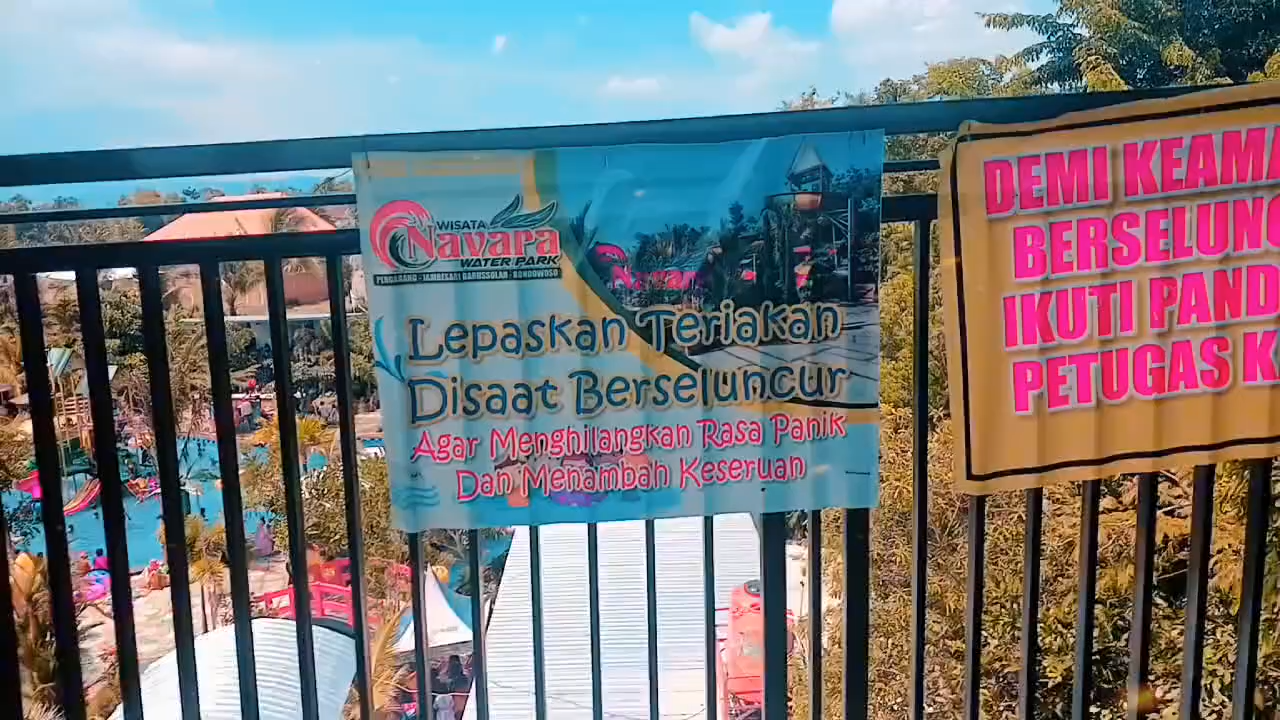 WISATA
Navara
WATER PARK
PENGARANG - JAMBESARI DARUSSOLAH - BONDOWOSO
Navara
Lepaskan Teriakan
Disaat Berseluncur
Agar Menghilangkan Rasa Panik
Dan Menambah Keseruan
DEMI KEAMA
BERSELUNG
IKUTI PAND
PETUGAS K